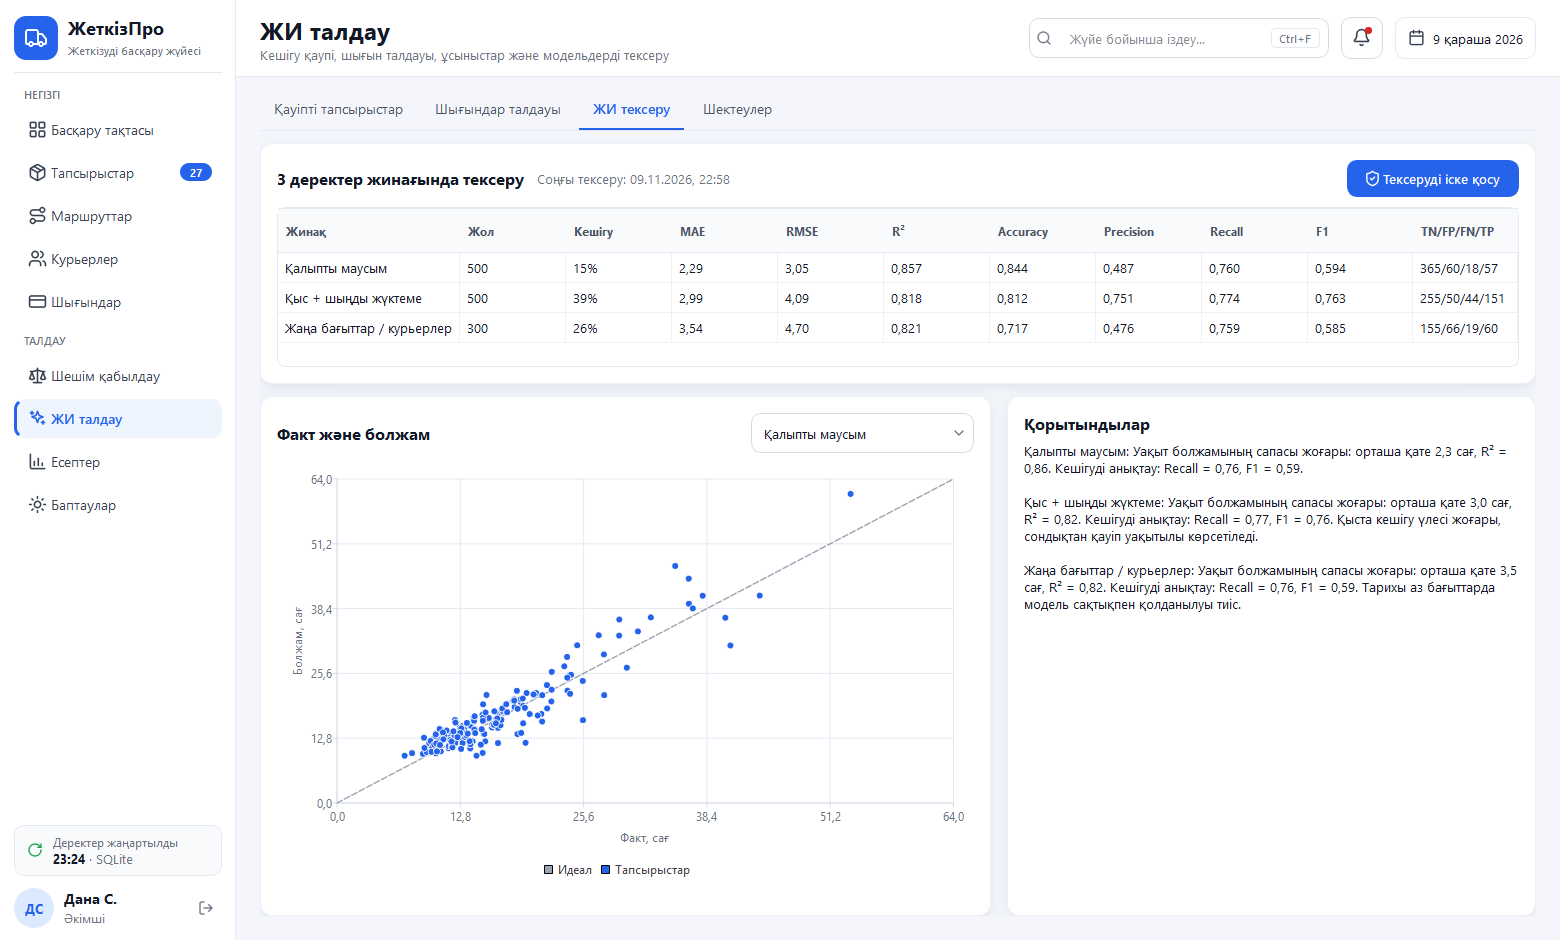 ЖеткізПро
Жеткізуді басқару жүйесі
НЕГІЗГІ
Басқару тақтасы
Тапсырыстар
27
Маршруттар
Курьерлер
Шығындар
ТАЛДАУ
Шешім қабылдау
ЖИ талдау
Есептер
Баптаулар
Деректер жаңартылды
23:24 · SQLite
ДС
Дана С.
Әкімші
ЖИ талдау
Кешігу қаупі, шығын талдауы, ұсыныстар және модельдерді тексеру
Жүйе бойынша іздеу...
Ctrl+F
9 қараша 2026
Қауіпті тапсырыстар
Шығындар талдауы
ЖИ тексеру
Шектеулер
3 деректер жинағында тексеру
Соңғы тексеру: 09.11.2026, 22:58
Тексеруді іске қосу
Жинақ Жол Кешігу MAE RMSE R² Accuracy Precision Recall F1 TN/FP/FN/TP
Қалыпты маусым 500 15% 2,29 3,05 0,857 0,844 0,487 0,760 0,594 365/60/18/57
Қыс + шыңды жүктеме 500 39% 2,99 4,09 0,818 0,812 0,751 0,774 0,763 255/50/44/151
Жаңа бағыттар / курьерлер 300 26% 3,54 4,70 0,821 0,717 0,476 0,759 0,585 155/66/19/60
Факт және болжам
Қалыпты маусым
64,0
51,2
38,4
25,6
12,8
0,0
Болжам, сағ
0,0 12,8 25,6 38,4 51,2 64,0
Факт, сағ
Идеал Тапсырыстар
Қорытындылар
Қалыпты маусым: Уақыт болжамының сапасы жоғары: орташа қате 2,3 сағ, R² =
0,86. Кешігуді анықтау: Recall = 0,76, F1 = 0,59.
Қыс + шыңды жүктеме: Уақыт болжамының сапасы жоғары: орташа қате 3,0 сағ,
R² = 0,82. Кешігуді анықтау: Recall = 0,77, F1 = 0,76. Қыста кешігу үлесі жоғары,
сондықтан қауіп уақытылы көрсетіледі.
Жаңа бағыттар / курьерлер: Уақыт болжамының сапасы жоғары: орташа қате 3,5
сағ, R² = 0,82. Кешігуді анықтау: Recall = 0,76, F1 = 0,59. Тарихы аз бағыттарда
модель сақтықпен қолданылуы тиіс.